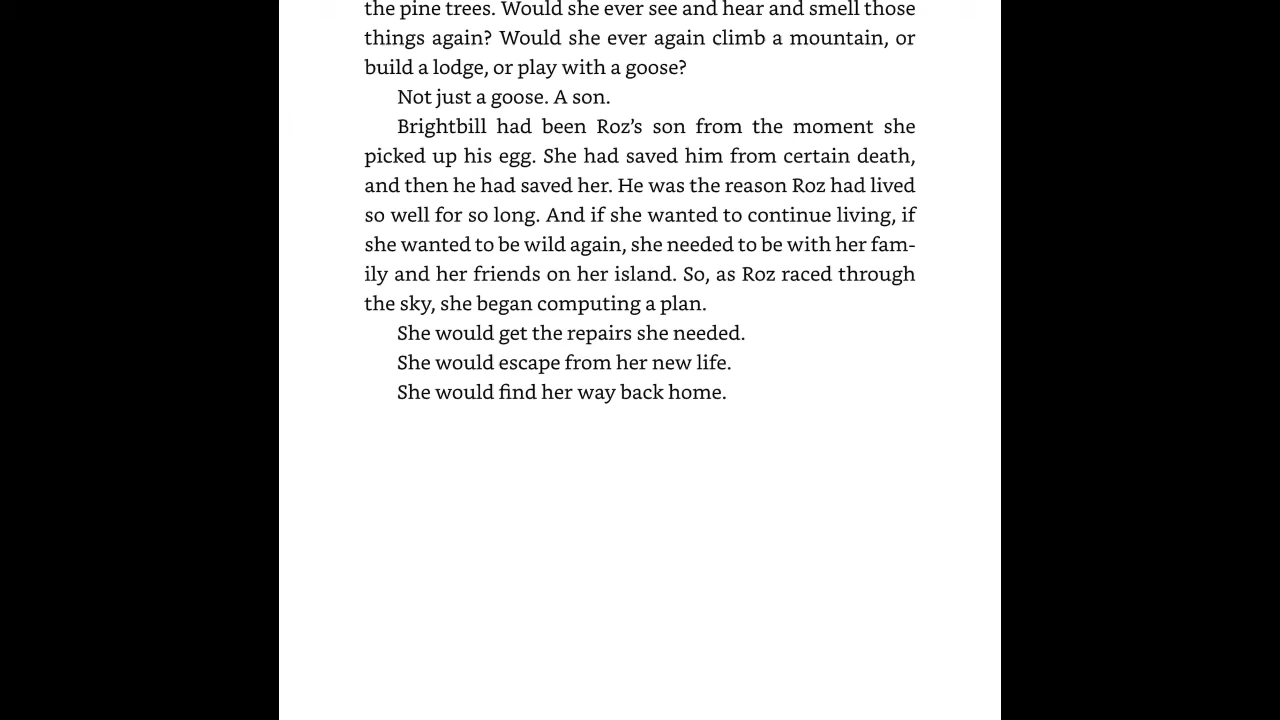 the pine trees. Would she ever see and hear and smell those
things again? Would she ever again climb a mountain, or
build a lodge, or play with a goose?
Not just a goose. A son.
Brightbill had been Roz’s son from the moment she
picked up his egg. She had saved him from certain death,
and then he had saved her. He was the reason Roz had lived
so well for so long. And if she wanted to continue living, if
she wanted to be wild again, she needed to be with her fam-
ily and her friends on her island. So, as Roz raced through
the sky, she began computing a plan.
She would get the repairs she needed.
She would escape from her new life.
She would find her way back home.